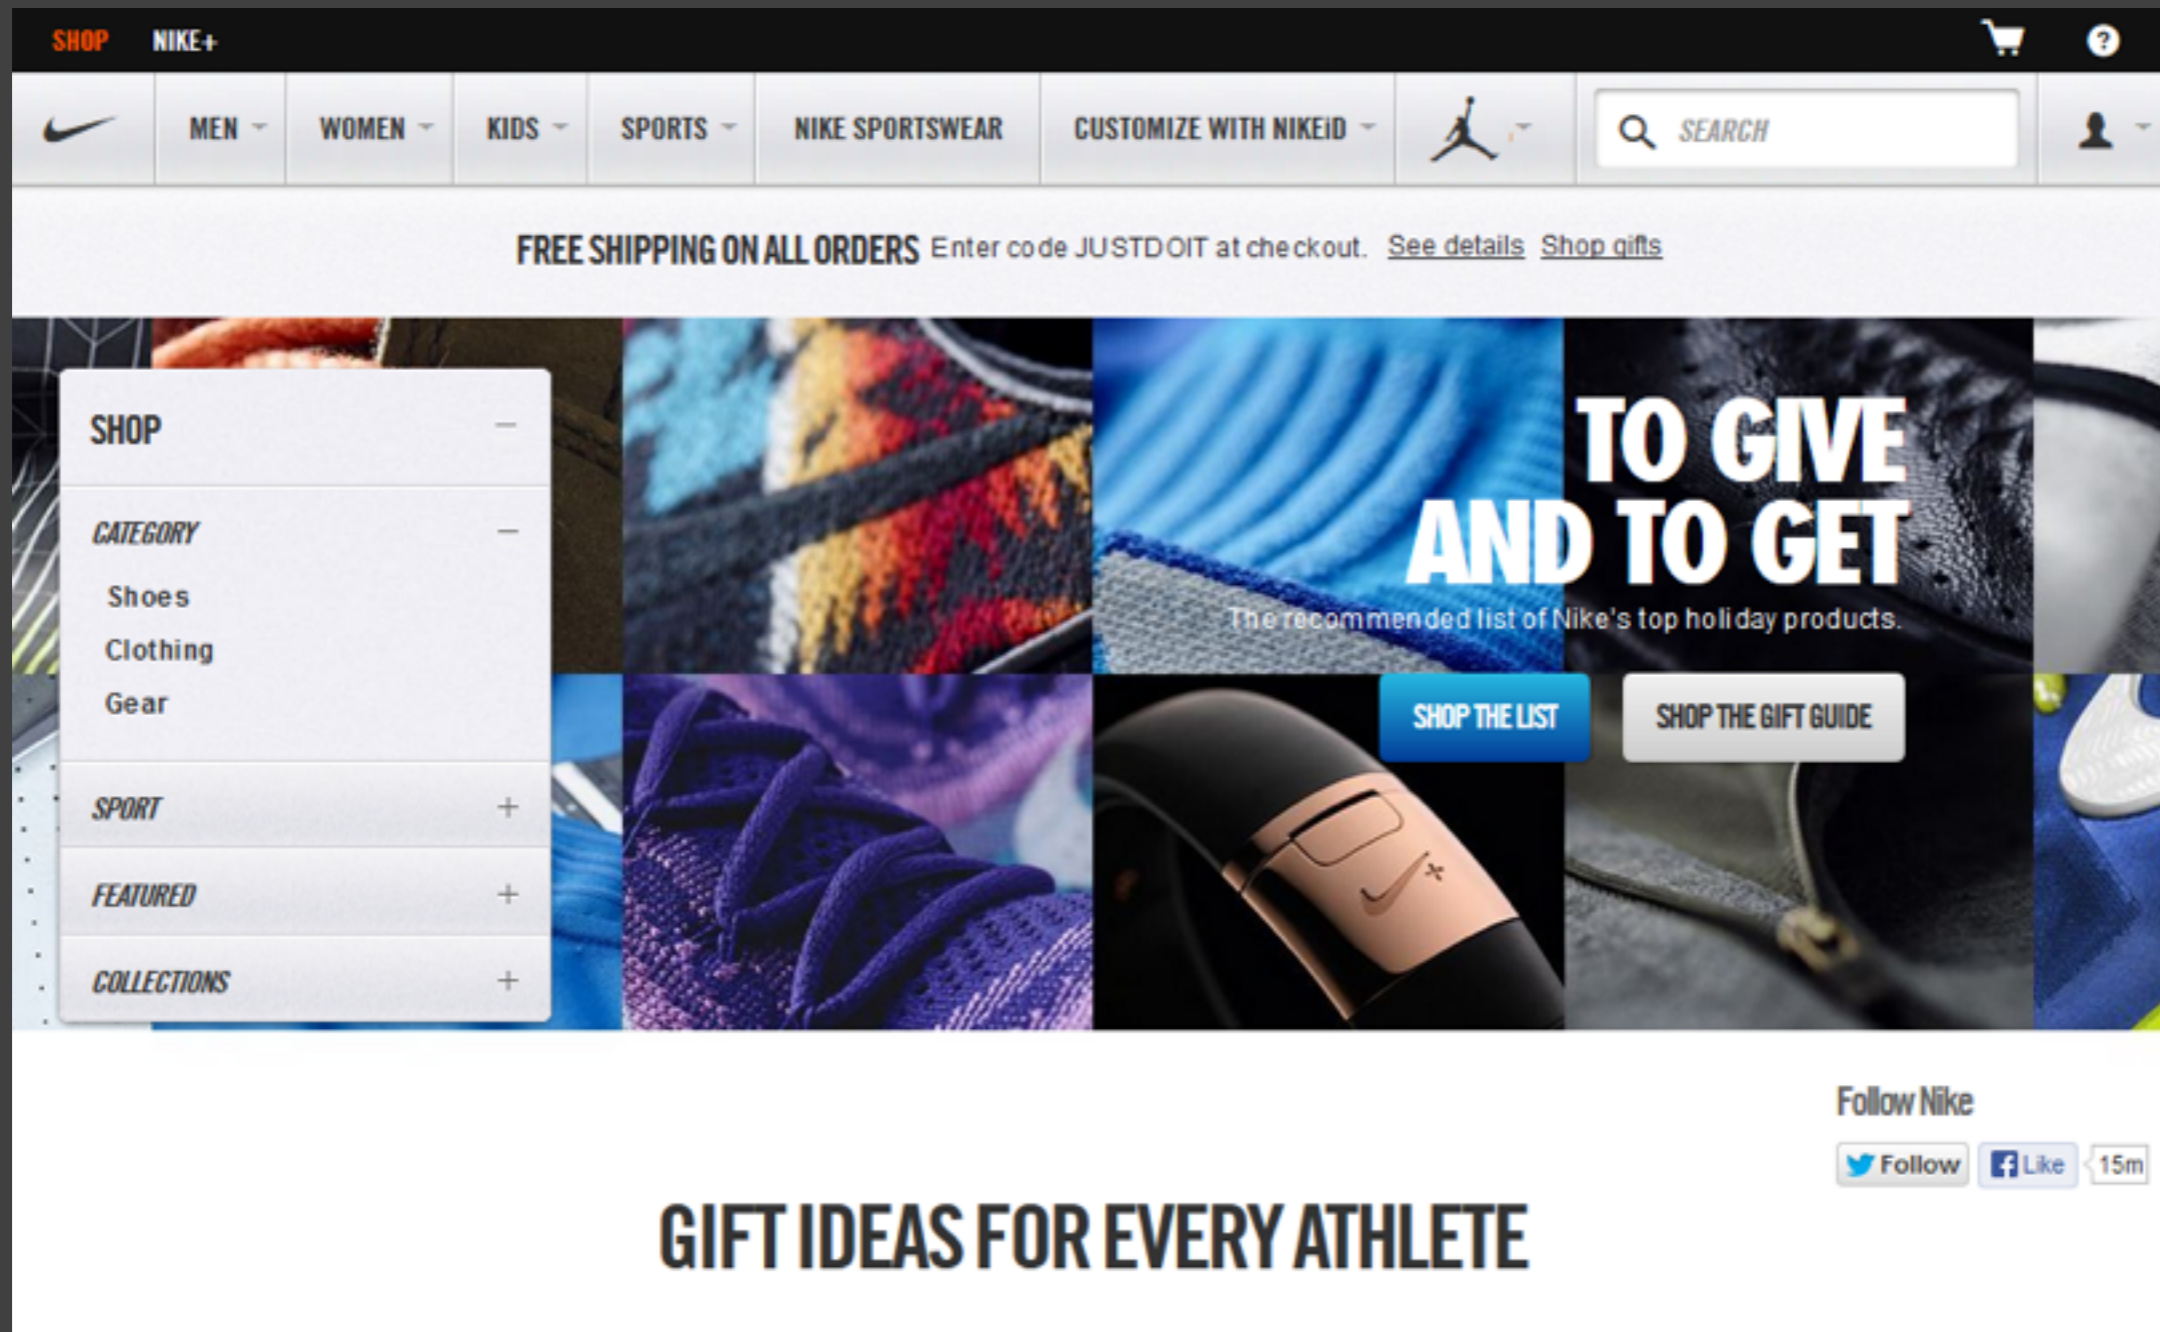 SHOP NIKE+
MEN WOMEN KIDS SPORTS NIKE SPORTSWEAR CUSTOMIZE WITH NIKEiD SEARCH
FREE SHIPPING ON ALL ORDERS Enter code JUSTDOIT at checkout. See details Shop gifts
SHOP
CATEGORY
Shoes
Clothing
Gear
SPORT
FEATURED
COLLECTIONS
TO GIVE
AND TO GET
The recommended list of Nike's top holiday products.
SHOP THE LIST SHOP THE GIFT GUIDE
Follow Nike
Follow Like 15m
GIFT IDEAS FOR EVERY ATHLETE